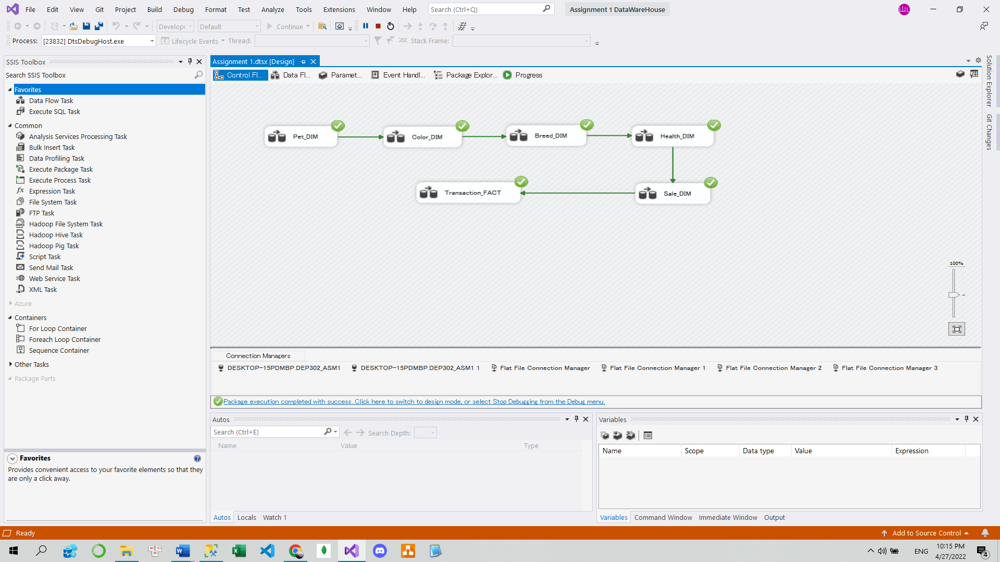 File Edit View Git Project Build Debug Format Test Analyze Tools Extensions Window Help Search (Ctrl+Q) Assignment 1 DataWareHouse
Develop Default Continue
Process: [23832] DtsDebugHost.exe Lifecycle Events Thread: Stack Frame:
SSIS Toolbox
Search SSIS Toolbox
Favorites
Data Flow Task
Execute SQL Task
Common
Analysis Services Processing Task
Bulk Insert Task
Data Profiling Task
Execute Package Task
Execute Process Task
Expression Task
File System Task
FTP Task
Hadoop File System Task
Hadoop Hive Task
Hadoop Pig Task
Script Task
Send Mail Task
Web Service Task
XML Task
Azure
Containers
For Loop Container
Foreach Loop Container
Sequence Container
Other Tasks
Package Parts
Favorites
Provides convenient access to your favorite elements so that they
are only a click away.
Assignment 1.dtsx [Design]
Control Fl... Data Fl... Paramet... Event Handl... Package Explor... Progress
Pet_DIM Color_DIM Breed_DIM Health_DIM
Transaction_FACT Sale_DIM
100%
Connection Managers
DESKTOP-15PDMBP.DEP302_ASM1 DESKTOP-15PDMBP.DEP302_ASM1 1 Flat File Connection Manager Flat File Connection Manager 1 Flat File Connection Manager 2 Flat File Connection Manager 3
Package execution completed with success. Click here to switch to design mode, or select Stop Debugging from the Debug menu.
Autos
Search (Ctrl+E) Search Depth:
Name Value Type
Autos Locals Watch 1
Variables
Name Scope Data type Value Expression
Variables Command Window Immediate Window Output
Solution Explorer
Git Changes
Ready Add to Source Control
ENG 10:15 PM
4/27/2022
4